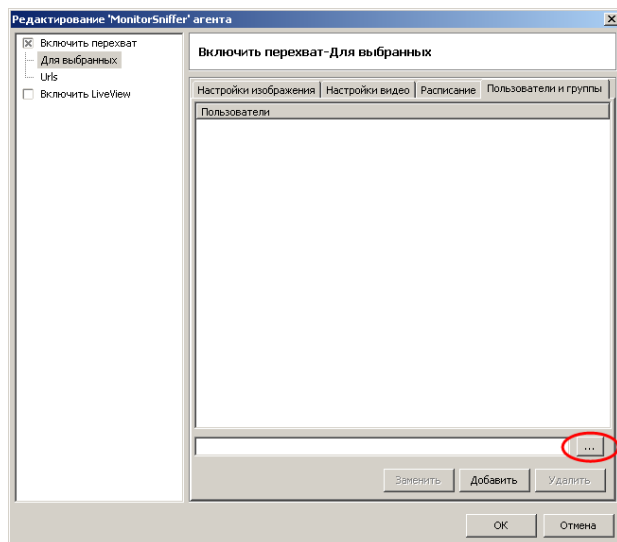 Редактирование 'MonitorSniffer' агента
Включить перехват
Для выбранных
Urls
Включить LiveView
Включить перехват-Для выбранных
Настройки изображения Настройки видео Расписание Пользователи и группы
Пользователи
...
Заменить Добавить Удалить
OK Отмена